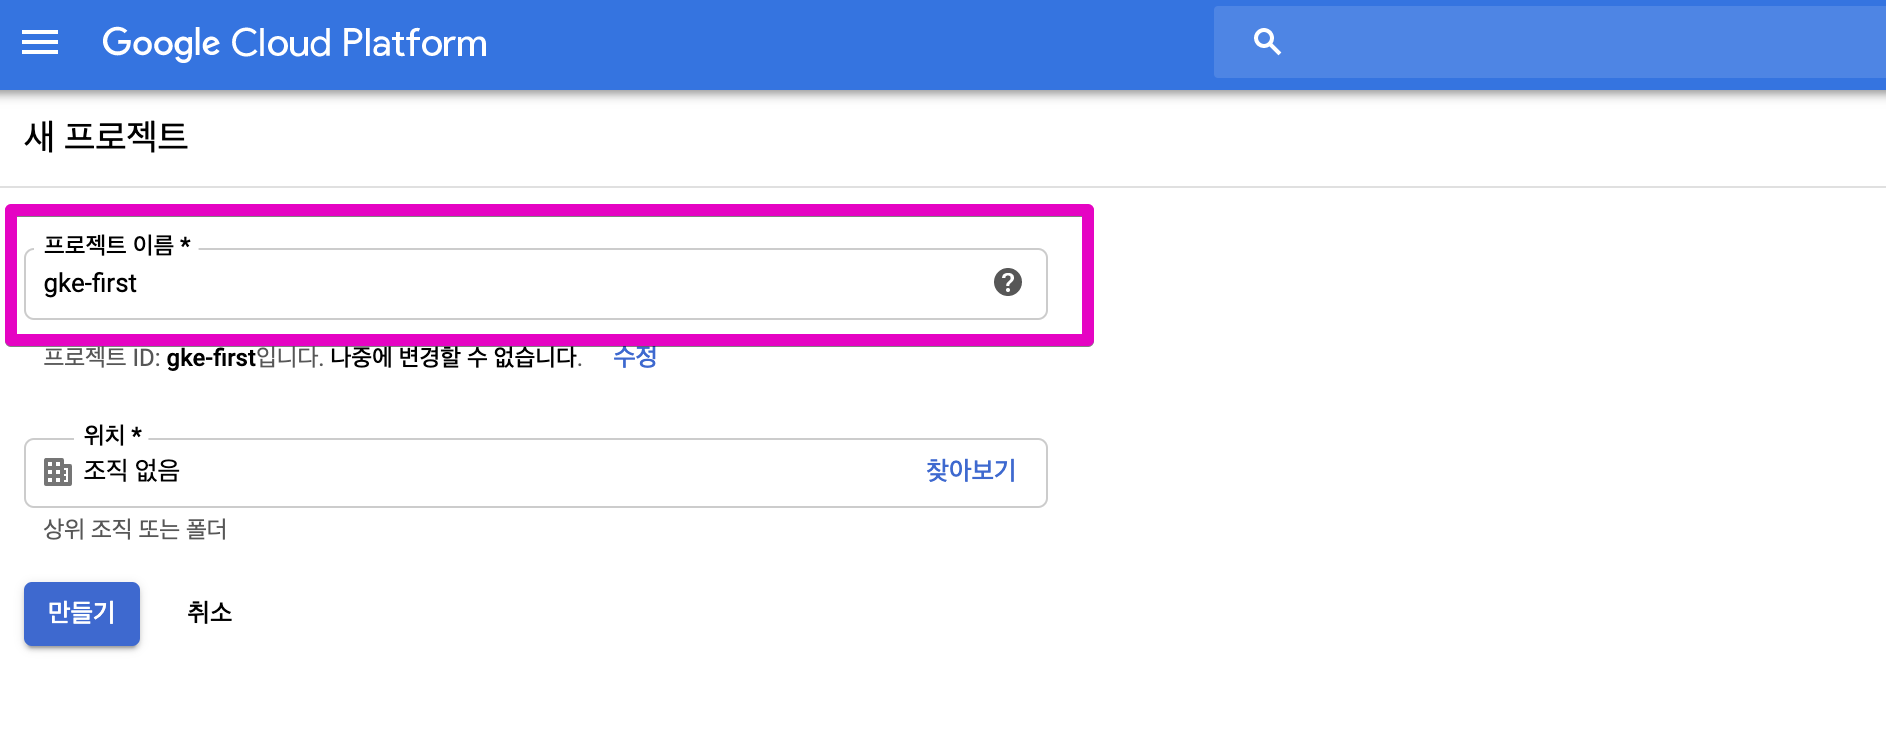 Google Cloud Platform
새 프로젝트
프로젝트 이름 *
gke-first
프로젝트 ID: gke-first입니다. 나중에 변경할 수 없습니다. 수정
위치 *
조직 없음 찾아보기
상위 조직 또는 폴더
만들기 취소